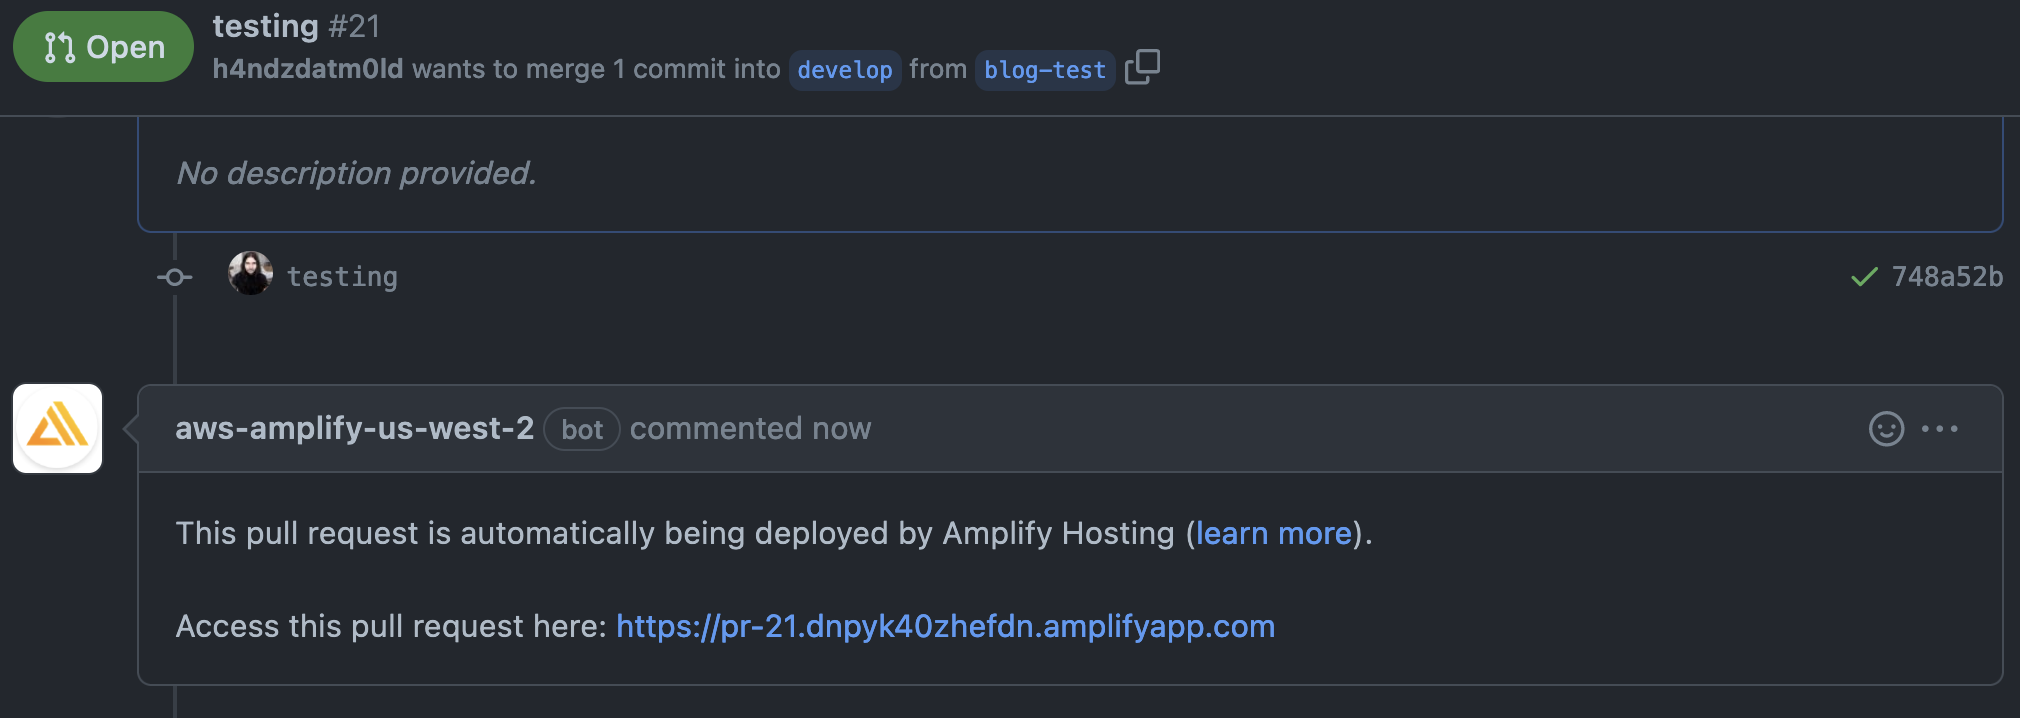 Open
testing #21
h4ndzdatm0ld wants to merge 1 commit into develop from blog-test
No description provided.
testing 748a52b
aws-amplify-us-west-2 bot commented now
This pull request is automatically being deployed by Amplify Hosting (learn more).
Access this pull request here: https://pr-21.dnpyk40zhefdn.amplifyapp.com